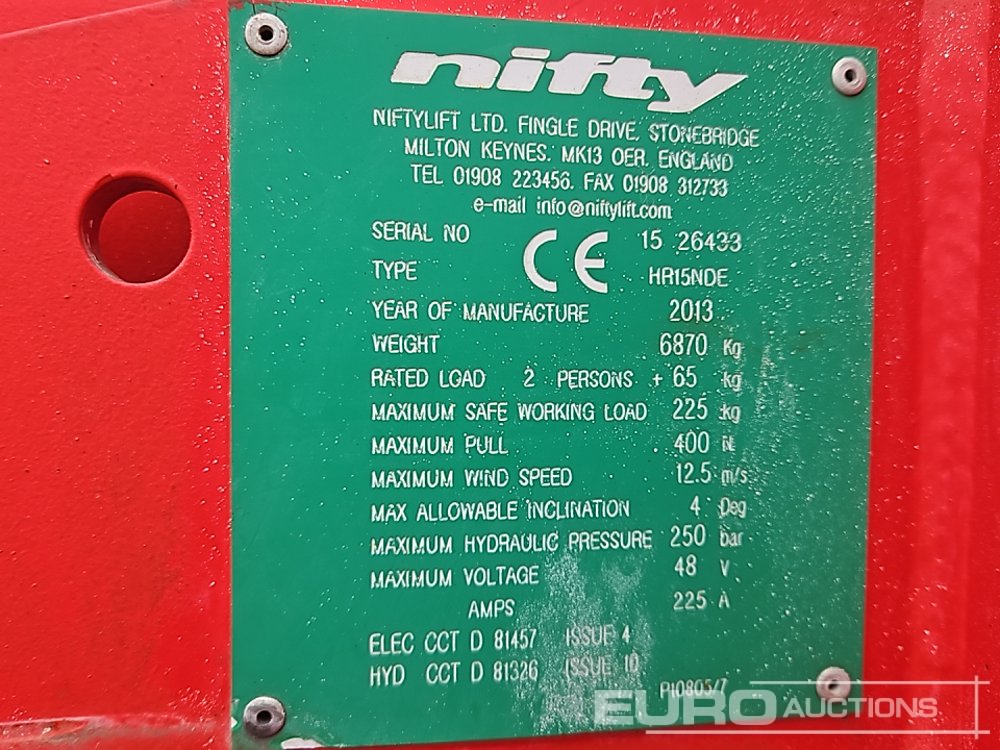 nifty
NIFTYLIFT LTD. FINGLE DRIVE. STONEBRIDGE
MILTON KEYNES. MK13 OER. ENGLAND
TEL 01908 223456. FAX 01908 312733
e-mail info@niftylift.com
SERIAL NO CE 15 26433
TYPE HR15NDE
YEAR OF MANUFACTURE 2013
WEIGHT 6870 Kg
RATED LOAD 2 PERSONS + 65 kg
MAXIMUM SAFE WORKING LOAD 225 kg
MAXIMUM PULL 400 N
MAXIMUM WIND SPEED 12.5 m/s
MAX ALLOWABLE INCLINATION 4 Deg
MAXIMUM HYDRAULIC PRESSURE 250 bar
MAXIMUM VOLTAGE 48 V
AMPS 225 A
ELEC CCT D 81457 ISSUE 4
HYD CCT D 81326 ISSUE 10
P10805/7
EURO AUCTIONS